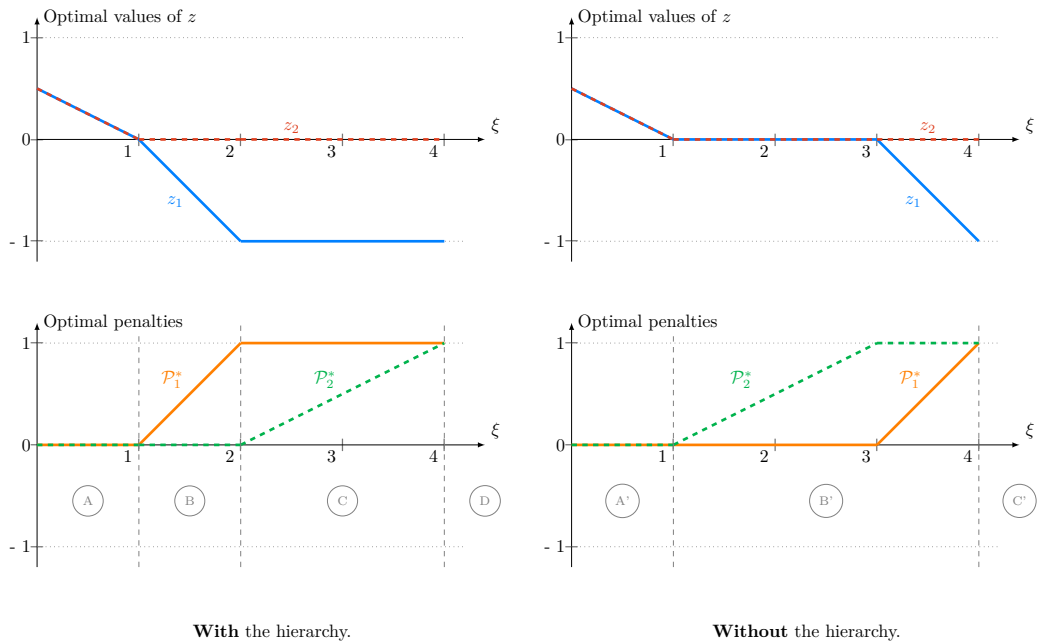 Optimal values of z
1
0
- 1
1
2
3
4
ξ
z₂
z₁
Optimal values of z
1
0
- 1
1
2
3
4
ξ
z₂
z₁
Optimal penalties
1
0
- 1
1
2
3
4
ξ
𝒫₁*
𝒫₂*
A
B
C
D
Optimal penalties
1
0
- 1
1
2
3
4
ξ
𝒫₂*
𝒫₁*
A'
B'
C'
With the hierarchy.
Without the hierarchy.